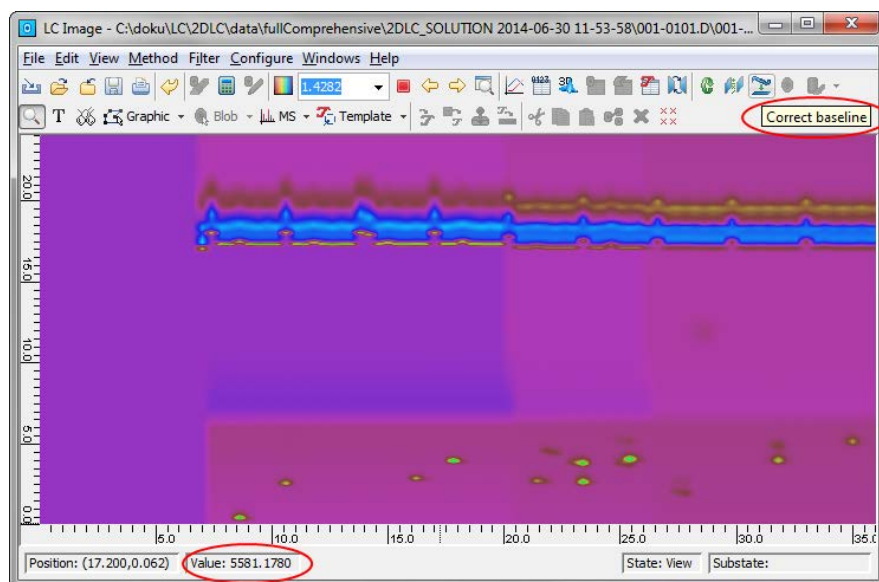 LC Image - C:\doku\LC\2DLC\data\fullComprehensive\2DLC_SOLUTION 2014-06-30 11-53-58\001-0101.D\001-...
File Edit View Method Filter Configure Windows Help
1.4282
T Graphic Blob MS Template
Correct baseline
20.0
15.0
10.0
5.0
0.0
5.0 10.0 15.0 20.0 25.0 30.0 35.0
Position: (17.200,0.062) Value: 5581.1780 State: View Substate: